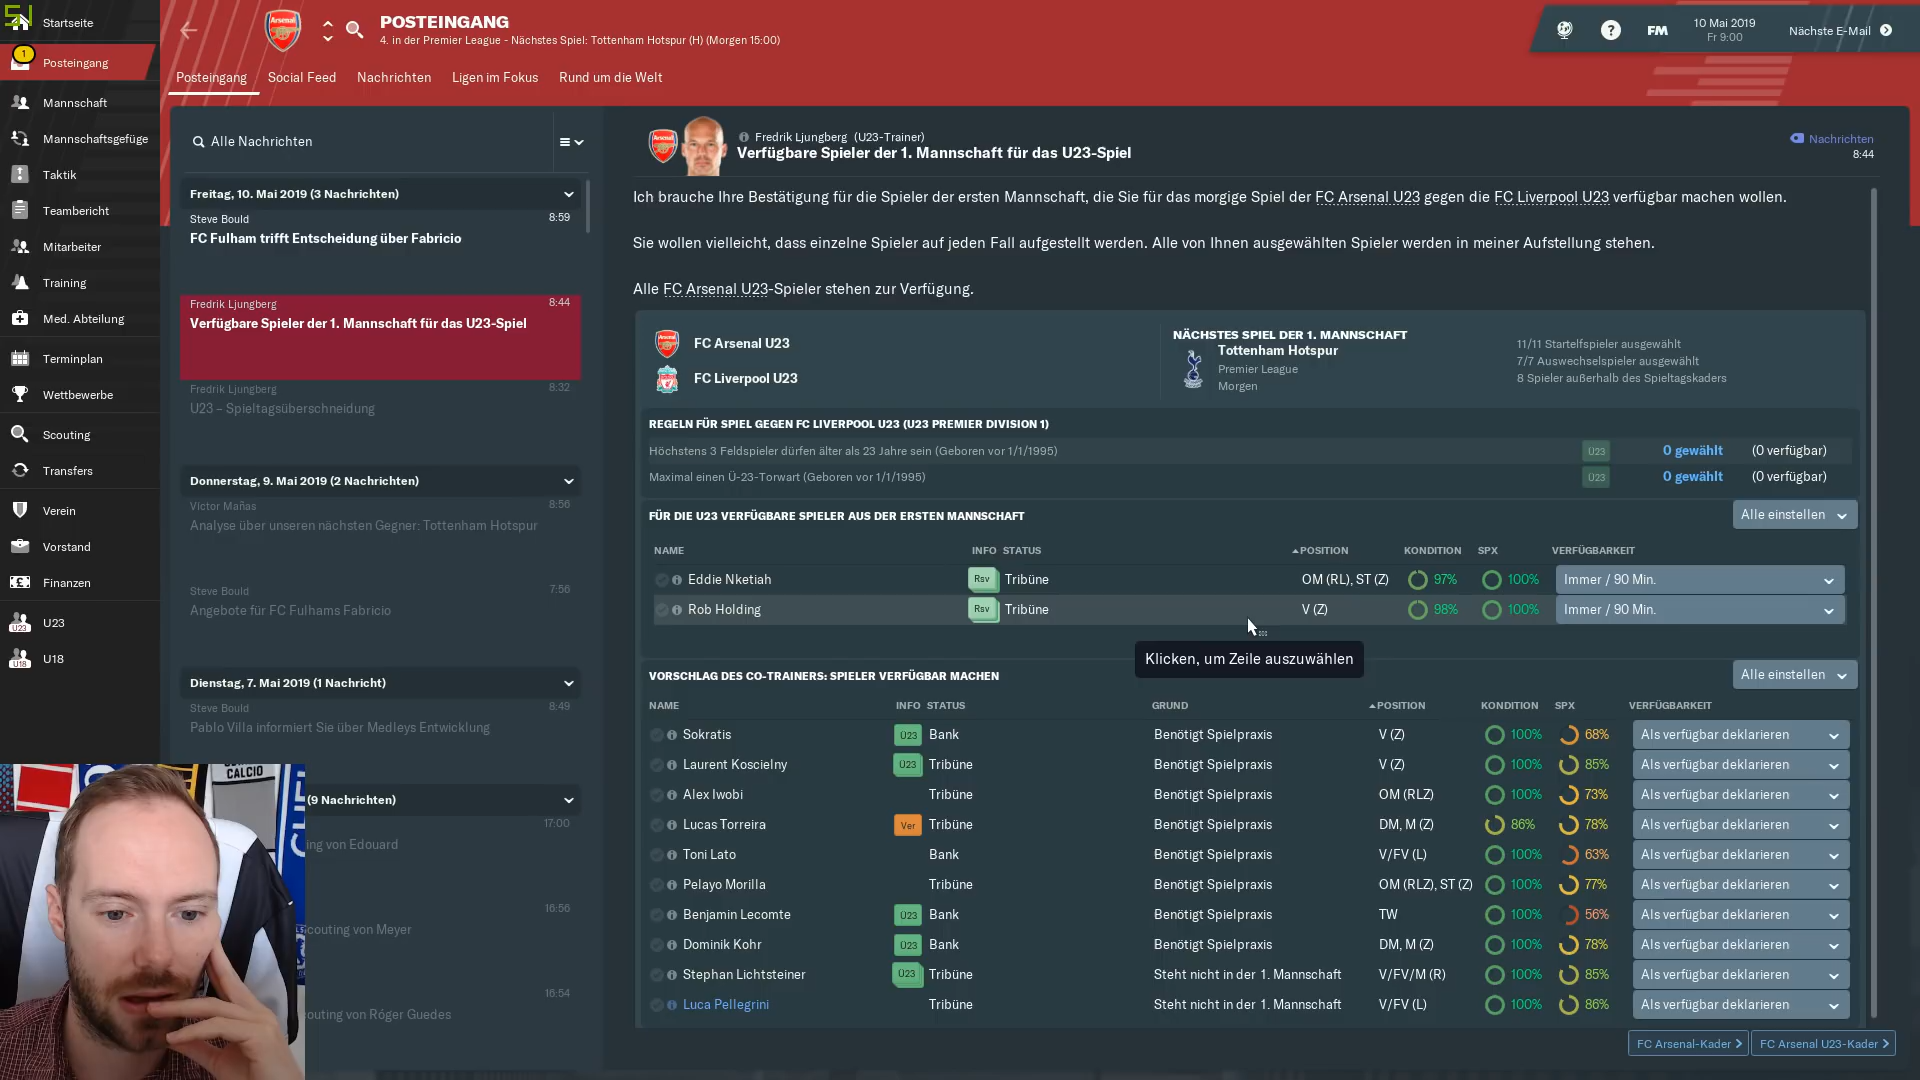 Startseite
1
Posteingang
Mannschaft
Mannschaftsgefüge
Taktik
Teambericht
Mitarbeiter
Training
Med. Abteilung
Terminplan
Wettbewerbe
Scouting
Transfers
Verein
Vorstand
Finanzen
U23
U18
POSTEINGANG
4. in der Premier League - Nächstes Spiel: Tottenham Hotspur (H) (Morgen 15:00)
FM
10 Mai 2019
Fr 9:00
Nächste E-Mail
Posteingang
Social Feed
Nachrichten
Ligen im Fokus
Rund um die Welt
Alle Nachrichten
Freitag, 10. Mai 2019 (3 Nachrichten)
Steve Bould 8:59
FC Fulham trifft Entscheidung über Fabricio
Fredrik Ljungberg 8:44
Verfügbare Spieler der 1. Mannschaft für das U23-Spiel
Fredrik Ljungberg 8:32
U23 – Spieltagsüberschneidung
Donnerstag, 9. Mai 2019 (2 Nachrichten)
Victor Mañas 8:56
Analyse über unseren nächsten Gegner: Tottenham Hotspur
Steve Bould 7:56
Angebote für FC Fulhams Fabricio
Dienstag, 7. Mai 2019 (1 Nachricht)
Steve Bould 8:49
Pablo Villa informiert Sie über Medleys Entwicklung
(9 Nachrichten)
17:00
ing von Edouard
16:56
couting von Meyer
16:54
outing von Róger Guedes
CALCIO
Fredrik Ljungberg (U23-Trainer)
Verfügbare Spieler der 1. Mannschaft für das U23-Spiel
Nachrichten
8:44
Ich brauche Ihre Bestätigung für die Spieler der ersten Mannschaft, die Sie für das morgige Spiel der FC Arsenal U23 gegen die FC Liverpool U23 verfügbar machen wollen.
Sie wollen vielleicht, dass einzelne Spieler auf jeden Fall aufgestellt werden. Alle von Ihnen ausgewählten Spieler werden in meiner Aufstellung stehen.
Alle FC Arsenal U23-Spieler stehen zur Verfügung.
FC Arsenal U23
FC Liverpool U23
NÄCHSTES SPIEL DER 1. MANNSCHAFT
Tottenham Hotspur
Premier League
Morgen
11/11 Startelfspieler ausgewählt
7/7 Auswechselspieler ausgewählt
8 Spieler außerhalb des Spieltagskaders
REGELN FÜR SPIEL GEGEN FC LIVERPOOL U23 (U23 PREMIER DIVISION 1)
Höchstens 3 Feldspieler dürfen älter als 23 Jahre sein (Geboren vor 1/1/1995) Ü23 0 gewählt (0 verfügbar)
Maximal einen Ü-23-Torwart (Geboren vor 1/1/1995) Ü23 0 gewählt (0 verfügbar)
FÜR DIE U23 VERFÜGBARE SPIELER AUS DER ERSTEN MANNSCHAFT Alle einstellen
NAME INFO STATUS POSITION KONDITION SPX VERFÜGBARKEIT
Eddie Nketiah Rsv Tribüne OM (RL), ST (Z) 97% 100% Immer / 90 Min.
Rob Holding Rsv Tribüne V (Z) 98% 100% Immer / 90 Min.
Klicken, um Zeile auszuwählen
VORSCHLAG DES CO-TRAINERS: SPIELER VERFÜGBAR MACHEN Alle einstellen
NAME INFO STATUS GRUND POSITION KONDITION SPX VERFÜGBARKEIT
Sokratis Ü23 Bank Benötigt Spielpraxis V (Z) 100% 68% Als verfügbar deklarieren
Laurent Koscielny Ü23 Tribüne Benötigt Spielpraxis V (Z) 100% 85% Als verfügbar deklarieren
Alex Iwobi Tribüne Benötigt Spielpraxis OM (RLZ) 100% 73% Als verfügbar deklarieren
Lucas Torreira Ver Tribüne Benötigt Spielpraxis DM, M (Z) 86% 78% Als verfügbar deklarieren
Toni Lato Bank Benötigt Spielpraxis V/FV (L) 100% 63% Als verfügbar deklarieren
Pelayo Morilla Tribüne Benötigt Spielpraxis OM (RLZ), ST (Z) 100% 77% Als verfügbar deklarieren
Benjamin Lecomte Ü23 Bank Benötigt Spielpraxis TW 100% 56% Als verfügbar deklarieren
Dominik Kohr Ü23 Bank Benötigt Spielpraxis DM, M (Z) 100% 78% Als verfügbar deklarieren
Stephan Lichtsteiner Ü23 Tribüne Steht nicht in der 1. Mannschaft V/FV/M (R) 100% 85% Als verfügbar deklarieren
Luca Pellegrini Tribüne Steht nicht in der 1. Mannschaft V/FV (L) 100% 86% Als verfügbar deklarieren
FC Arsenal-Kader
FC Arsenal U23-Kader